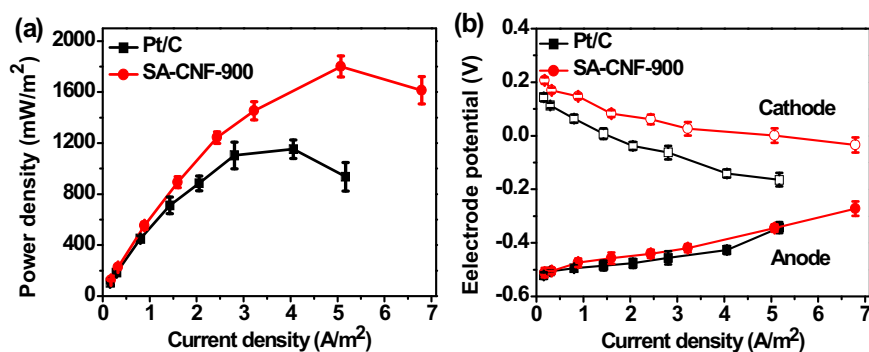 (a)
Pt/C
SA-CNF-900
Power density (mW/m²)
2000
1600
1200
800
400
0
0 1 2 3 4 5 6 7
Current density (A/m²)
(b)
Pt/C
SA-CNF-900
Cathode
Anode
Eelectrode potential (V)
0.4
0.2
0.0
-0.2
-0.4
-0.6
0 1 2 3 4 5 6 7
Current density (A/m²)